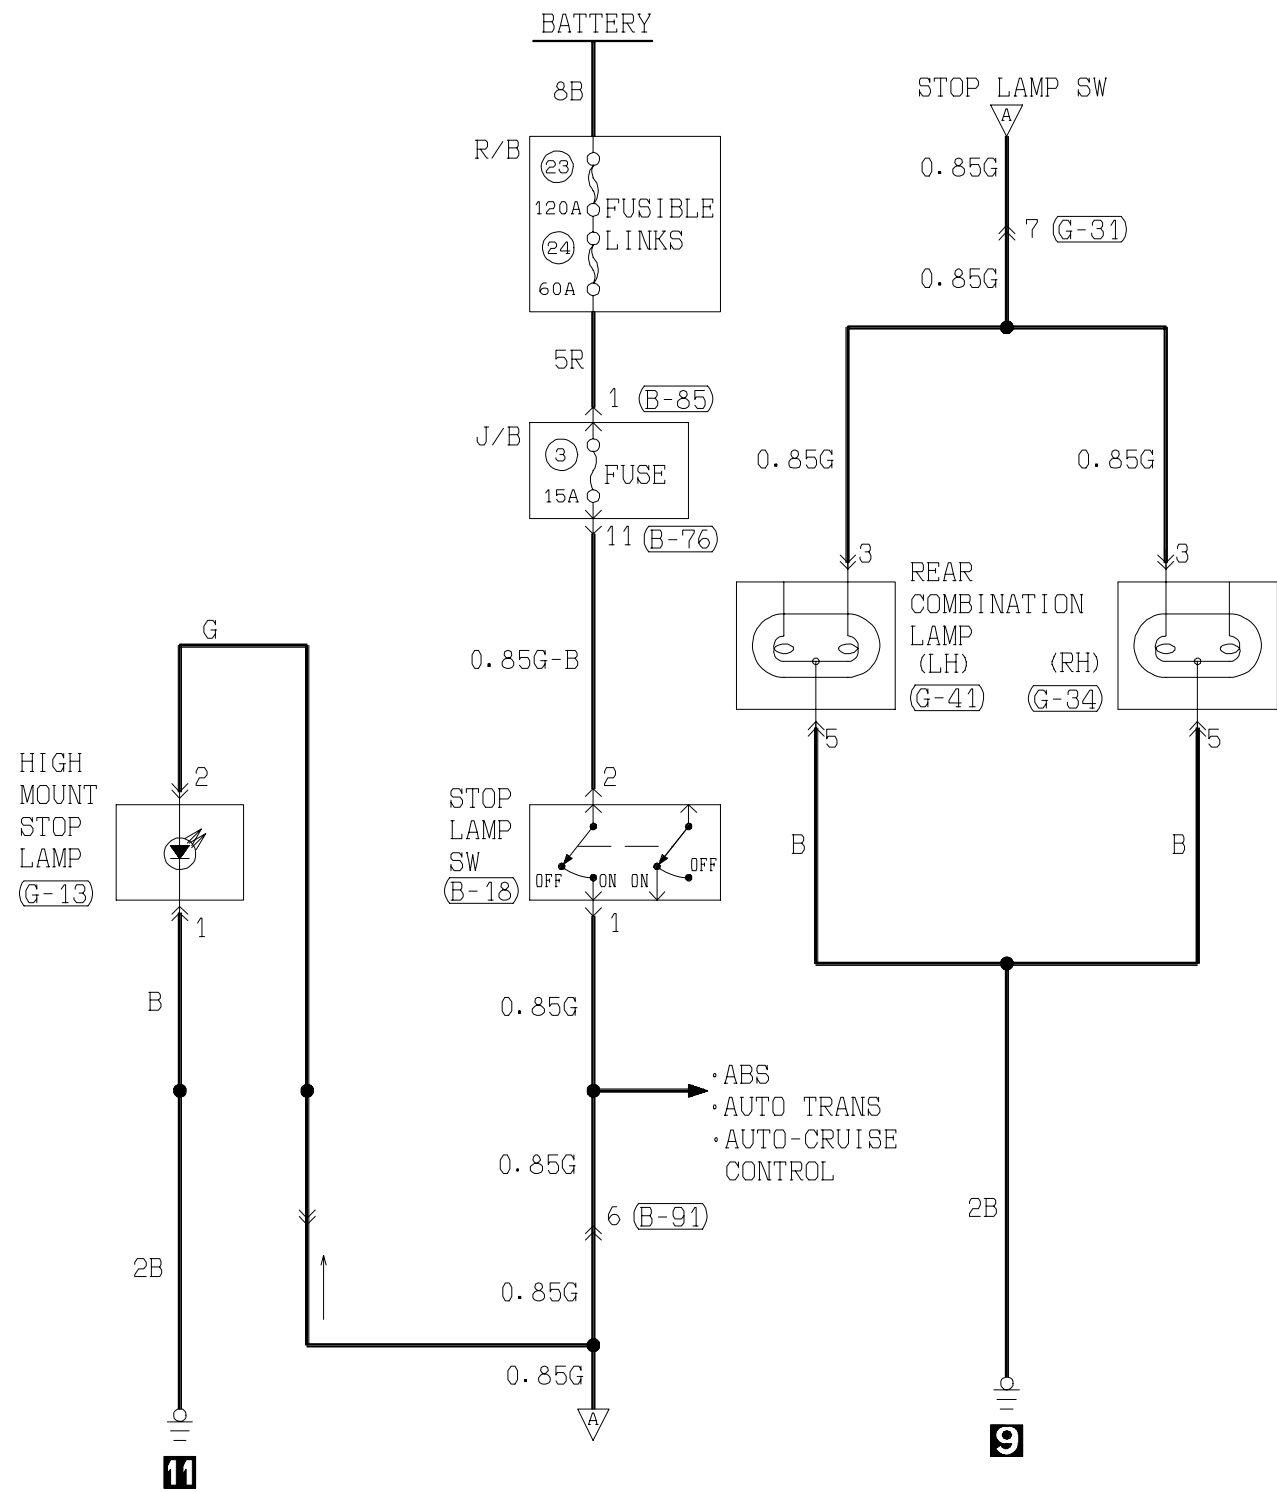 BATTERY
8B
R/B
23
120A
FUSIBLE
LINKS
24
60A
5R
1 B-85
J/B
3
FUSE
15A
11 B-76
0.85G-B
2
STOP
LAMP
SW
B-18
OFF
ON
ON
OFF
1
0.85G
·ABS
·AUTO TRANS
·AUTO-CRUISE
CONTROL
0.85G
6 B-91
0.85G
0.85G
A
G
2
HIGH
MOUNT
STOP
LAMP
G-13
1
B
2B
11
STOP LAMP SW
A
0.85G
7 G-31
0.85G
0.85G
0.85G
3
3
REAR
COMBINATION
LAMP
(LH)
(RH)
G-41
G-34
5
5
B
B
2B
9